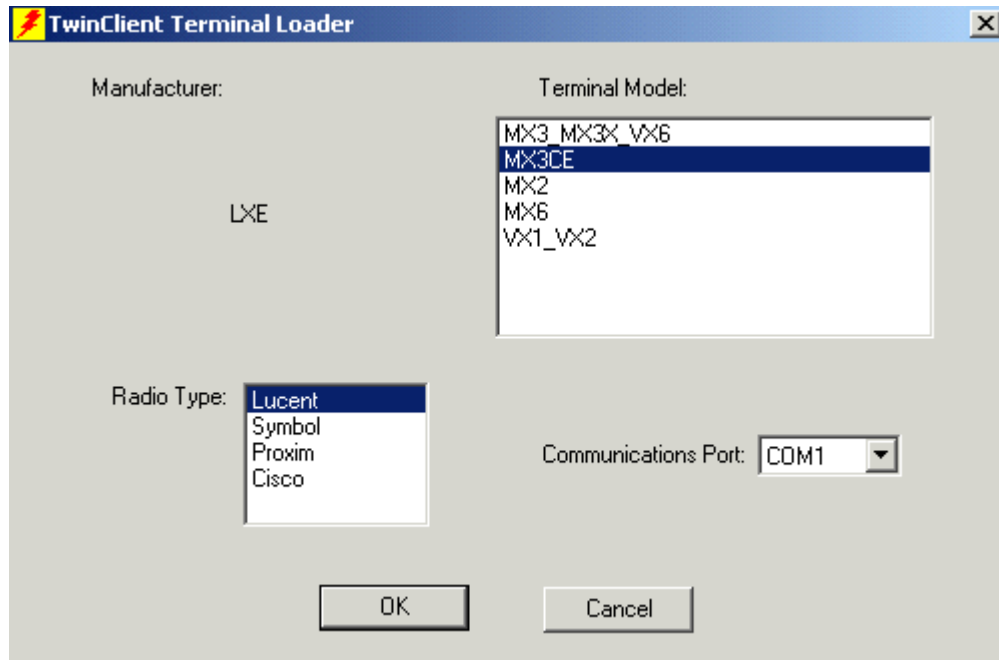 TwinClient Terminal Loader
Manufacturer:
LXE
Terminal Model:
MX3_MX3X_VX6
MX3CE
MX2
MX6
VX1_VX2
Radio Type:
Lucent
Symbol
Proxim
Cisco
Communications Port: COM1
OK
Cancel